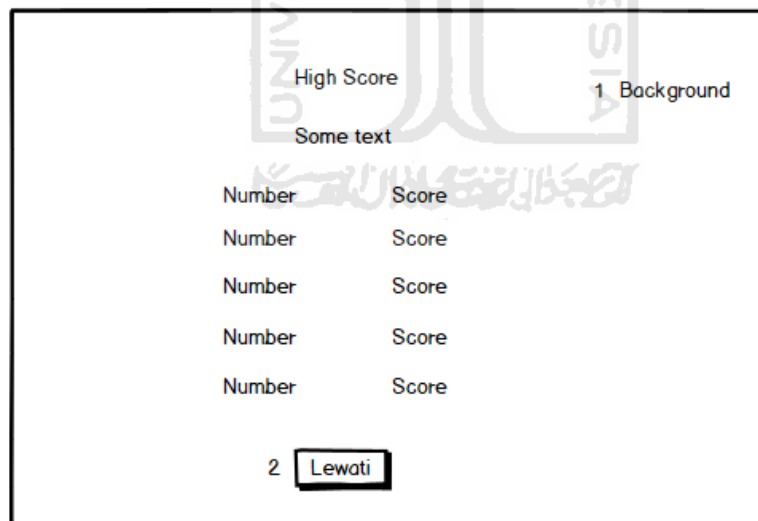 High Score
1 Background
Some text
Number Score
Number Score
Number Score
Number Score
Number Score
2 Lewati